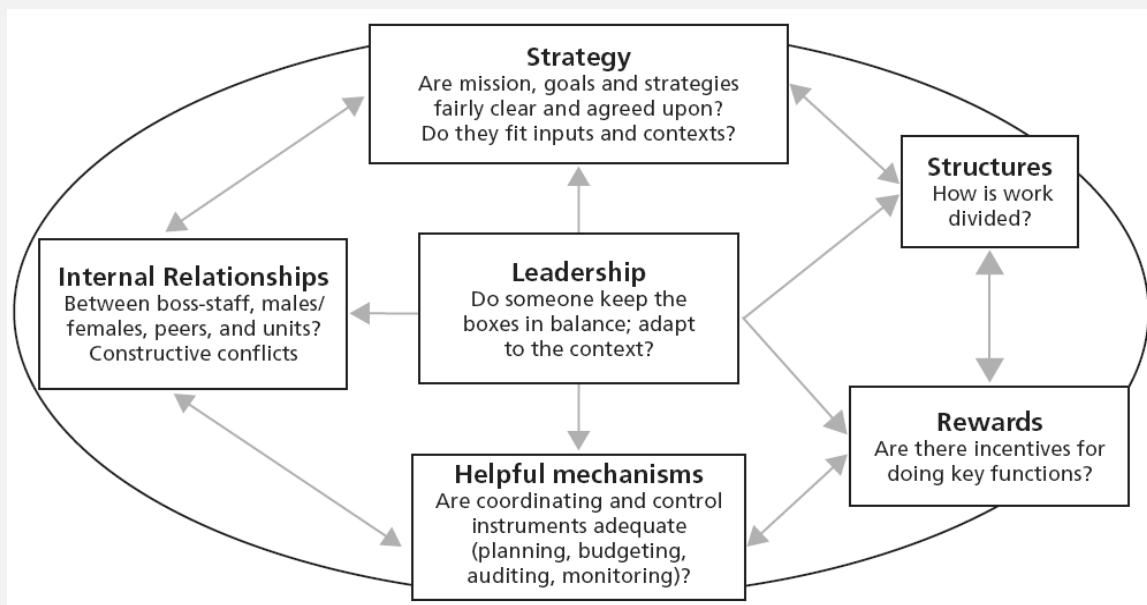 Strategy
Are mission, goals and strategies
fairly clear and agreed upon?
Do they fit inputs and contexts?
Structures
How is work
divided?
Internal Relationships
Between boss-staff, males/
females, peers, and units?
Constructive conflicts
Leadership
Do someone keep the
boxes in balance; adapt
to the context?
Rewards
Are there incentives for
doing key functions?
Helpful mechanisms
Are coordinating and control
instruments adequate
(planning, budgeting,
auditing, monitoring)?